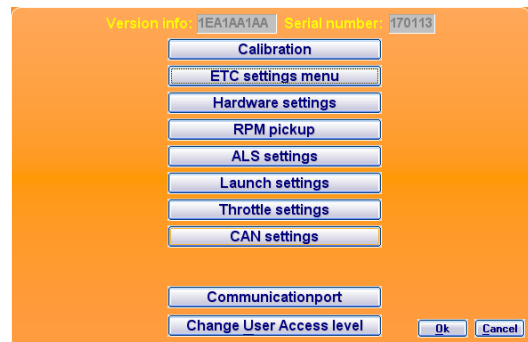 Version info: 1EA1AA1AA Serial number: 170113
Calibration
ETC settings menu
Hardware settings
RPM pickup
ALS settings
Launch settings
Throttle settings
CAN settings
Communicationport
Change User Access level
Ok Cancel